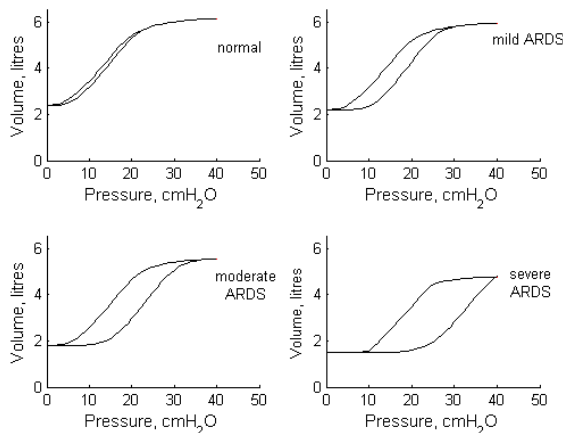 Volume, litres
6
4
2
0
normal
0 10 20 30 40 50
Pressure, cmH₂O
Volume, litres
6
4
2
0
mild ARDS
0 10 20 30 40 50
Pressure, cmH₂O
Volume, litres
6
4
2
0
moderate
ARDS
0 10 20 30 40 50
Pressure, cmH₂O
Volume, litres
6
4
2
0
severe
ARDS
0 10 20 30 40 50
Pressure, cmH₂O